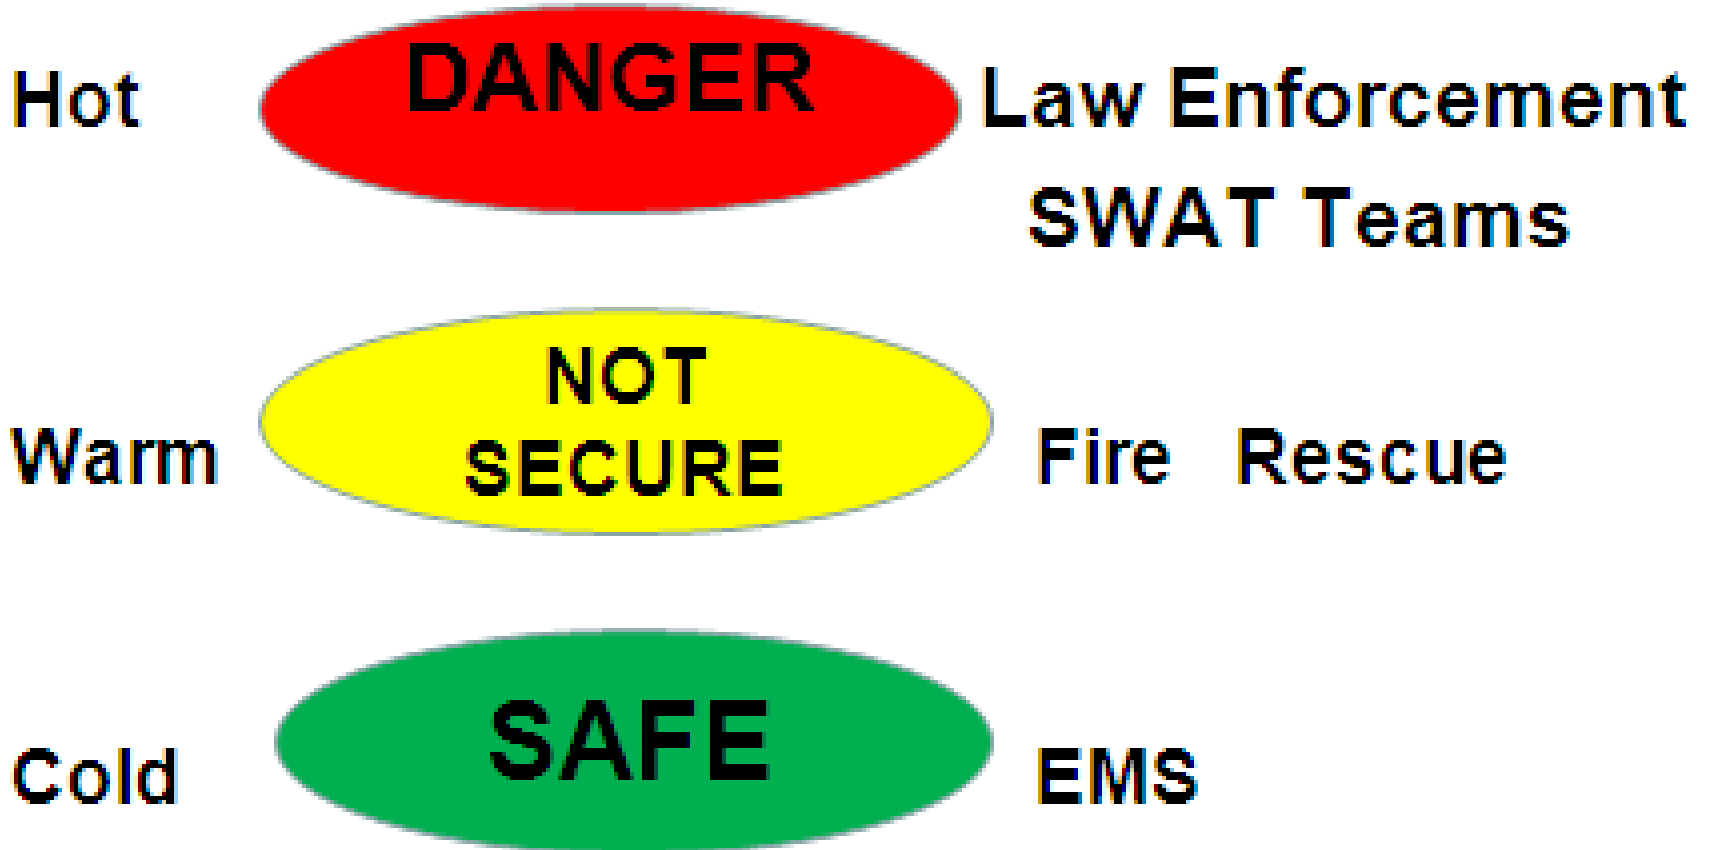 Hot DANGER Law Enforcement
SWAT Teams
NOT
SECURE
Warm Fire Rescue
Cold SAFE EMS